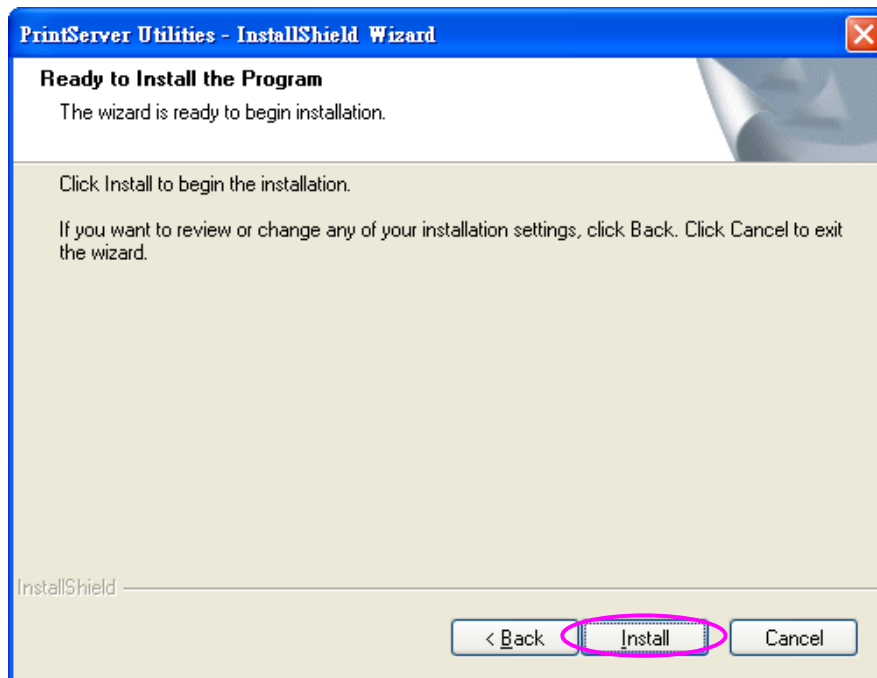 PrintServer Utilities - InstallShield Wizard
Ready to Install the Program
The wizard is ready to begin installation.
Click Install to begin the installation.
If you want to review or change any of your installation settings, click Back. Click Cancel to exit
the wizard.
InstallShield
< Back Install Cancel